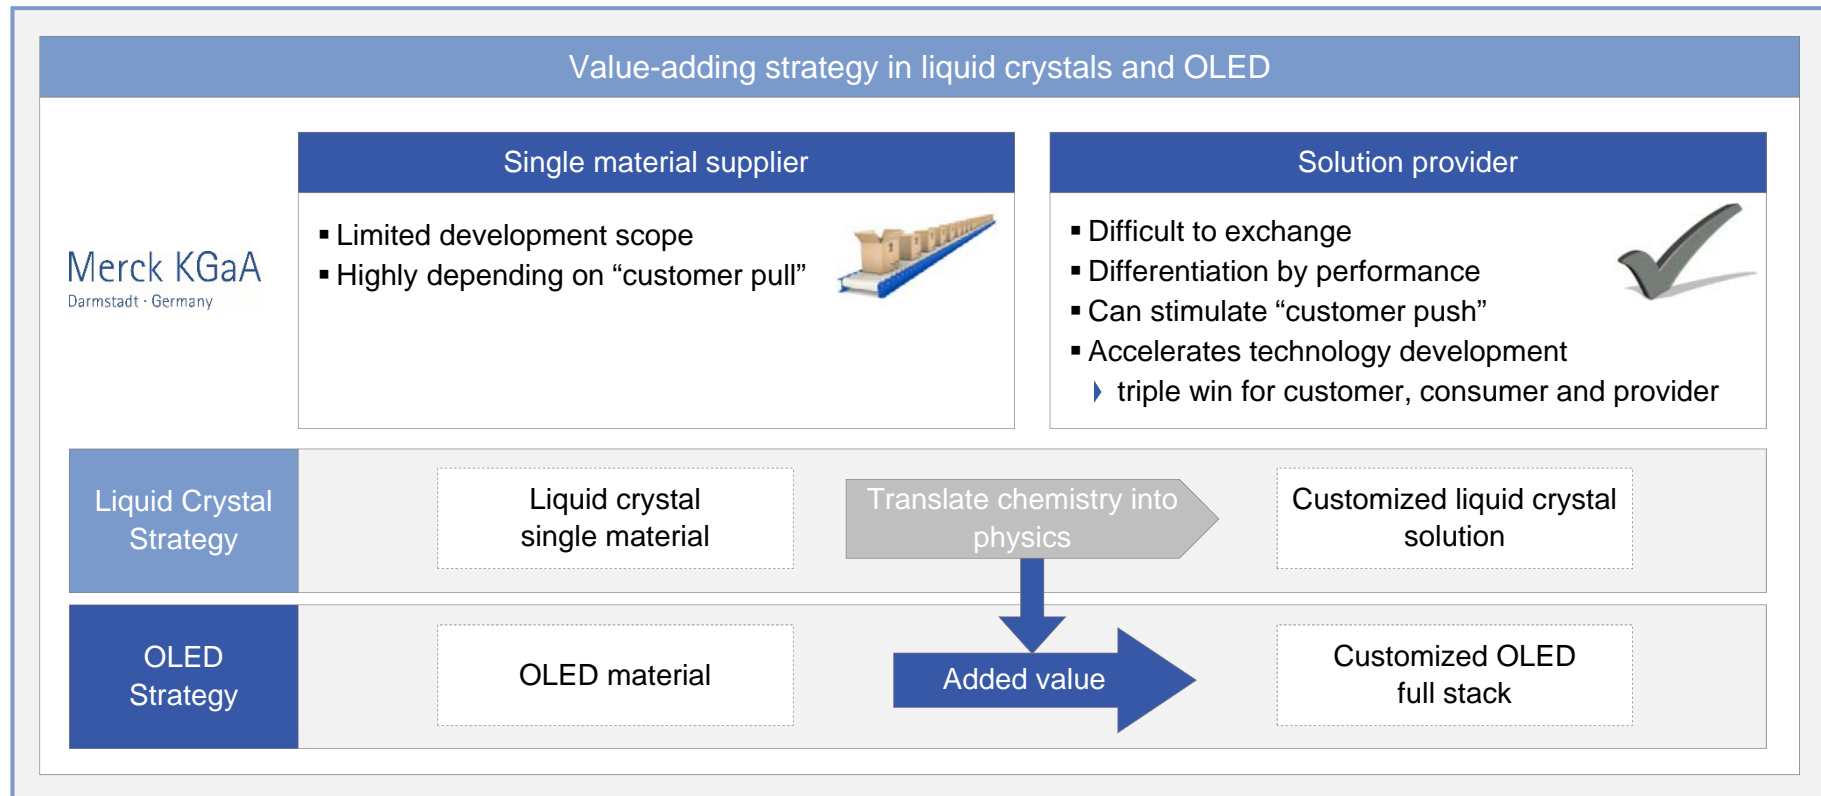 Value-adding strategy in liquid crystals and OLED
Merck KGaA
Darmstadt · Germany
Single material supplier
▪ Limited development scope
▪ Highly depending on “customer pull”
Solution provider
▪ Difficult to exchange
▪ Differentiation by performance
▪ Can stimulate “customer push”
▪ Accelerates technology development
triple win for customer, consumer and provider
Liquid Crystal
Strategy
Liquid crystal
single material
Translate chemistry into
physics
Customized liquid crystal
solution
OLED
Strategy
OLED material
Added value
Customized OLED
full stack